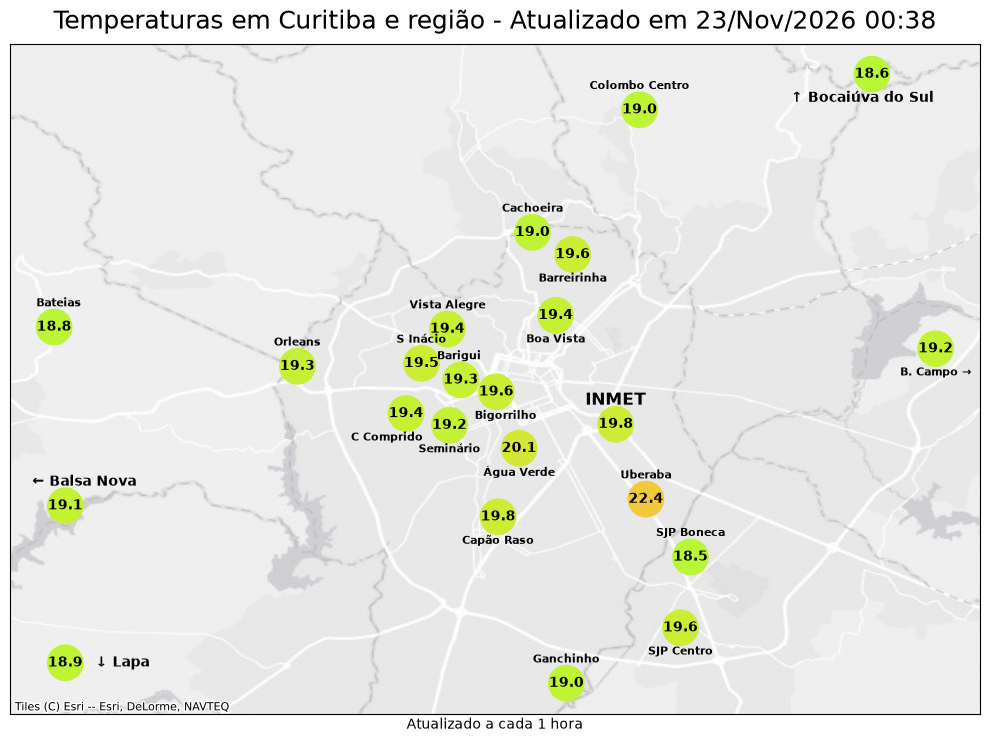 Temperaturas em Curitiba e região - Atualizado em 23/Nov/2026 00:38
18.6
↑ Bocaiúva do Sul
Colombo Centro
19.0
Cachoeira
19.0
19.6
Barreirinha
Bateias
18.8
Vista Alegre
19.4
19.4
Boa Vista
S Inácio
19.5
Orleans
19.3
Barigui
19.3
19.2
B. Campo →
19.6
Bigorrilho
INMET
19.8
19.4
C Comprido
19.2
Seminário
20.1
Água Verde
Uberaba
22.4
← Balsa Nova
19.1
19.8
Capão Raso
SJP Boneca
18.5
19.6
SJP Centro
18.9 ↓ Lapa
Ganchinho
19.0
Tiles (C) Esri -- Esri, DeLorme, NAVTEQ
Atualizado a cada 1 hora